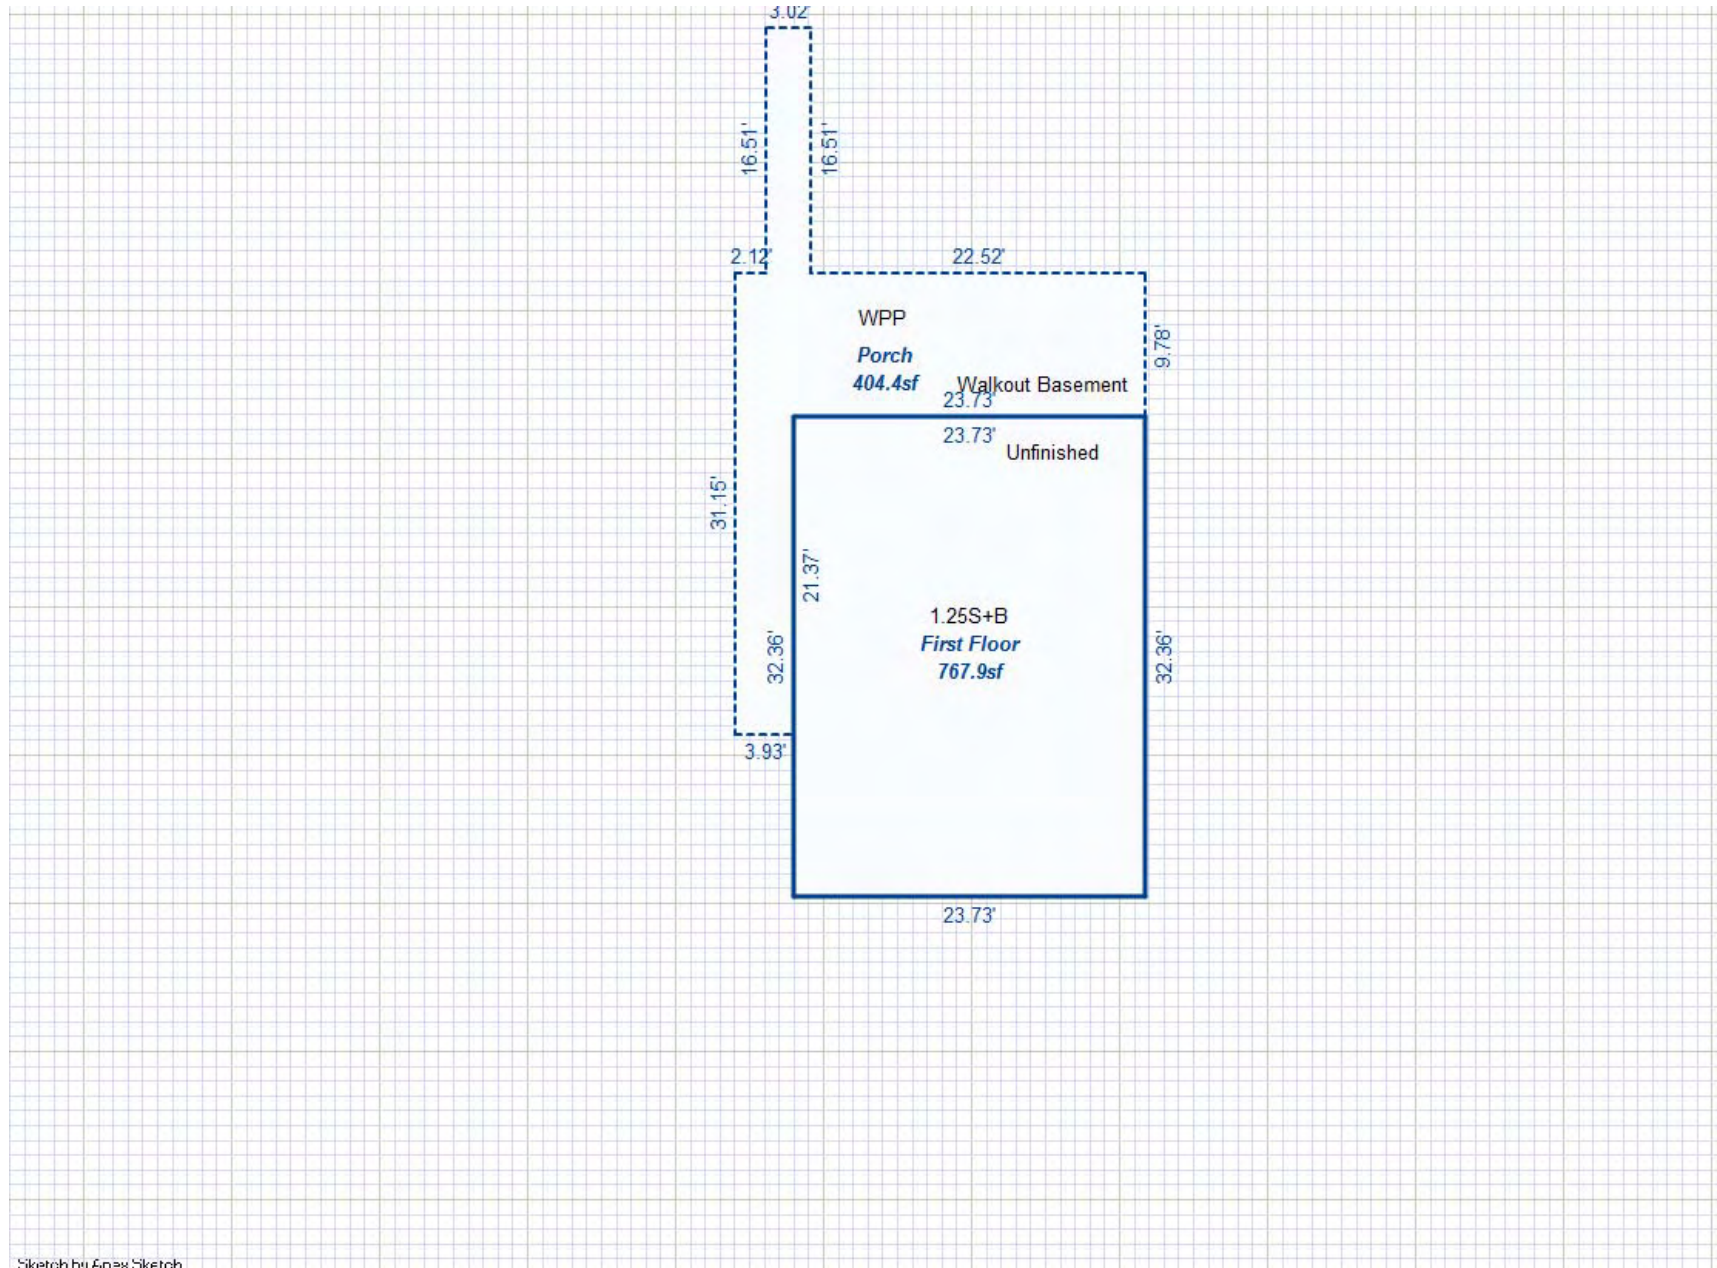 3.02'
16.51'
16.51'
2.12'
22.52'
WPP
Porch
404.4sf
9.78'
Walkout Basement
23.73'
23.73'
Unfinished
31.15'
21.37'
1.25S+B
First Floor
767.9sf
32.36'
32.36'
3.93'
23.73'
Sketch by Apex Sketch